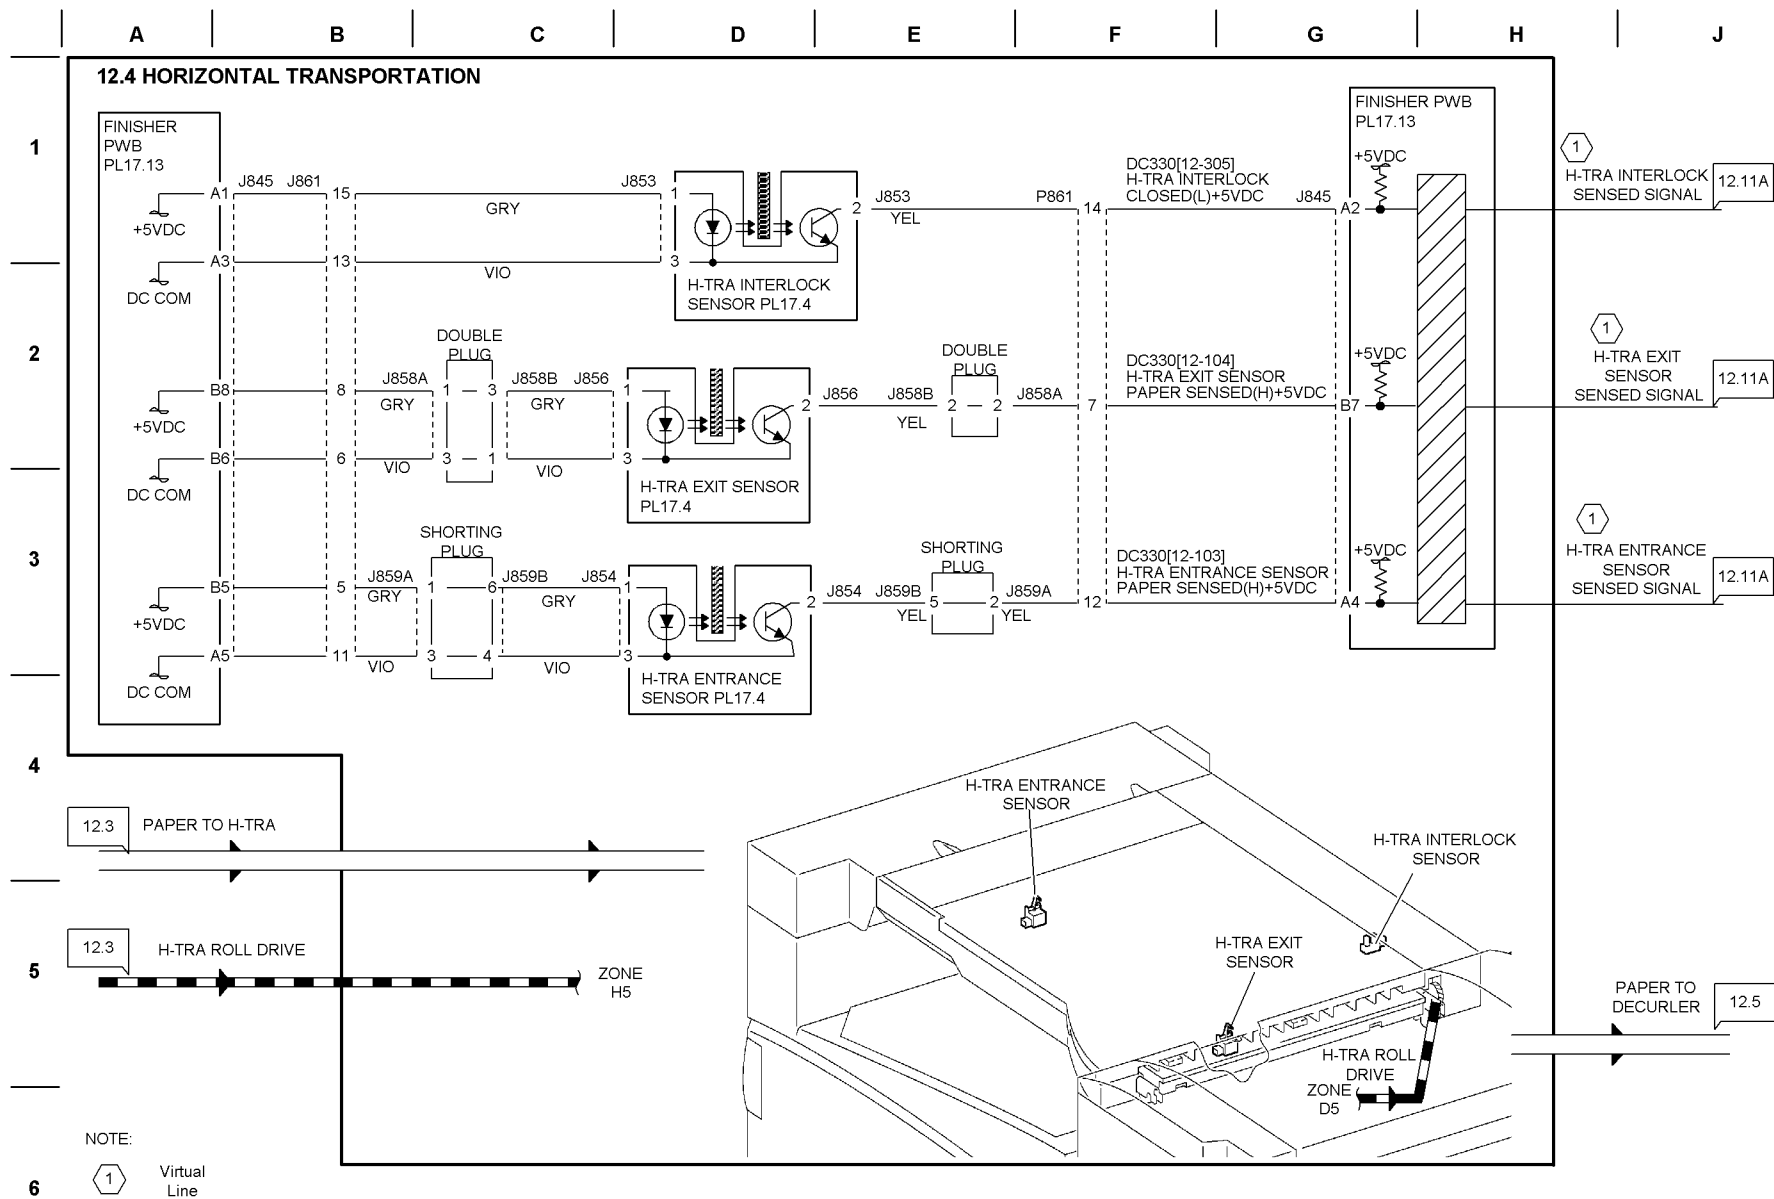 A B C D E F G H J
12.4 HORIZONTAL TRANSPORTATION
1
FINISHER
PWB
PL17.13
A1 J845 J861 15
GRY
J853 1
+5VDC
A3 13
VIO
3
DC COM
H-TRA INTERLOCK
SENSOR PL17.4
2 J853
YEL
P861 14
DC330[12-305]
H-TRA INTERLOCK
CLOSED(L)+5VDC
J845 A2
FINISHER PWB
PL17.13
+5VDC
1
H-TRA INTERLOCK
SENSED SIGNAL
12.11A
2
DOUBLE
PLUG
B8 8 J858A 1 3 J858B J856 1
GRY GRY
+5VDC
B6 6 3 1 3
VIO VIO
DC COM
H-TRA EXIT SENSOR
PL17.4
DOUBLE
PLUG
2 J856 J858B 2 2 J858A 7
YEL
DC330[12-104]
H-TRA EXIT SENSOR
PAPER SENSED(H)+5VDC
B7
+5VDC
1
H-TRA EXIT
SENSOR
SENSED SIGNAL
12.11A
3
SHORTING
PLUG
B5 5 J859A 1 6 J859B J854 1
GRY GRY
+5VDC
A5 11 3 4 3
VIO VIO
DC COM
H-TRA ENTRANCE
SENSOR PL17.4
SHORTING
PLUG
2 J854 J859B 5 2 J859A 12
YEL YEL
DC330[12-103]
H-TRA ENTRANCE SENSOR
PAPER SENSED(H)+5VDC
A4
+5VDC
1
H-TRA ENTRANCE
SENSOR
SENSED SIGNAL
12.11A
4
12.3 PAPER TO H-TRA
H-TRA ENTRANCE
SENSOR
H-TRA INTERLOCK
SENSOR
5
12.3 H-TRA ROLL DRIVE
ZONE
H5
H-TRA EXIT
SENSOR
H-TRA ROLL
DRIVE
ZONE
D5
PAPER TO
DECURLER
12.5
NOTE:
6
1 Virtual
Line